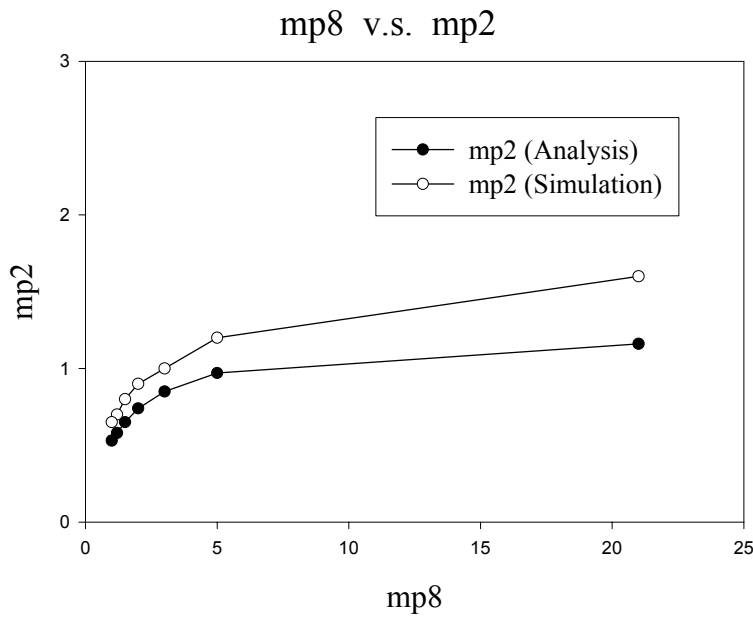 mp8 v.s. mp2
3
mp2 (Analysis)
mp2 (Simulation)
2
mp2
1
0
0 5 10 15 20 25
mp8